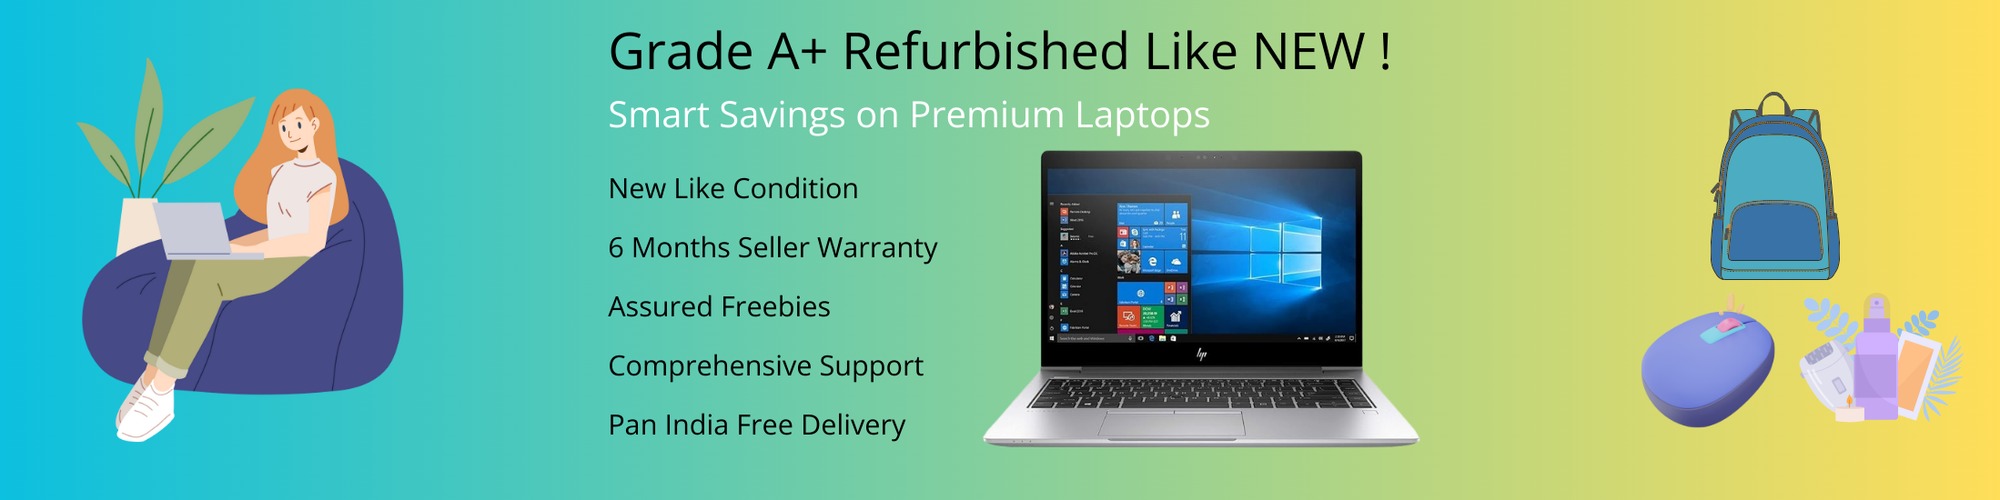 Grade A+ Refurbished Like NEW !
Smart Savings on Premium Laptops
New Like Condition
6 Months Seller Warranty
Assured Freebies
Comprehensive Support
Pan India Free Delivery
hp